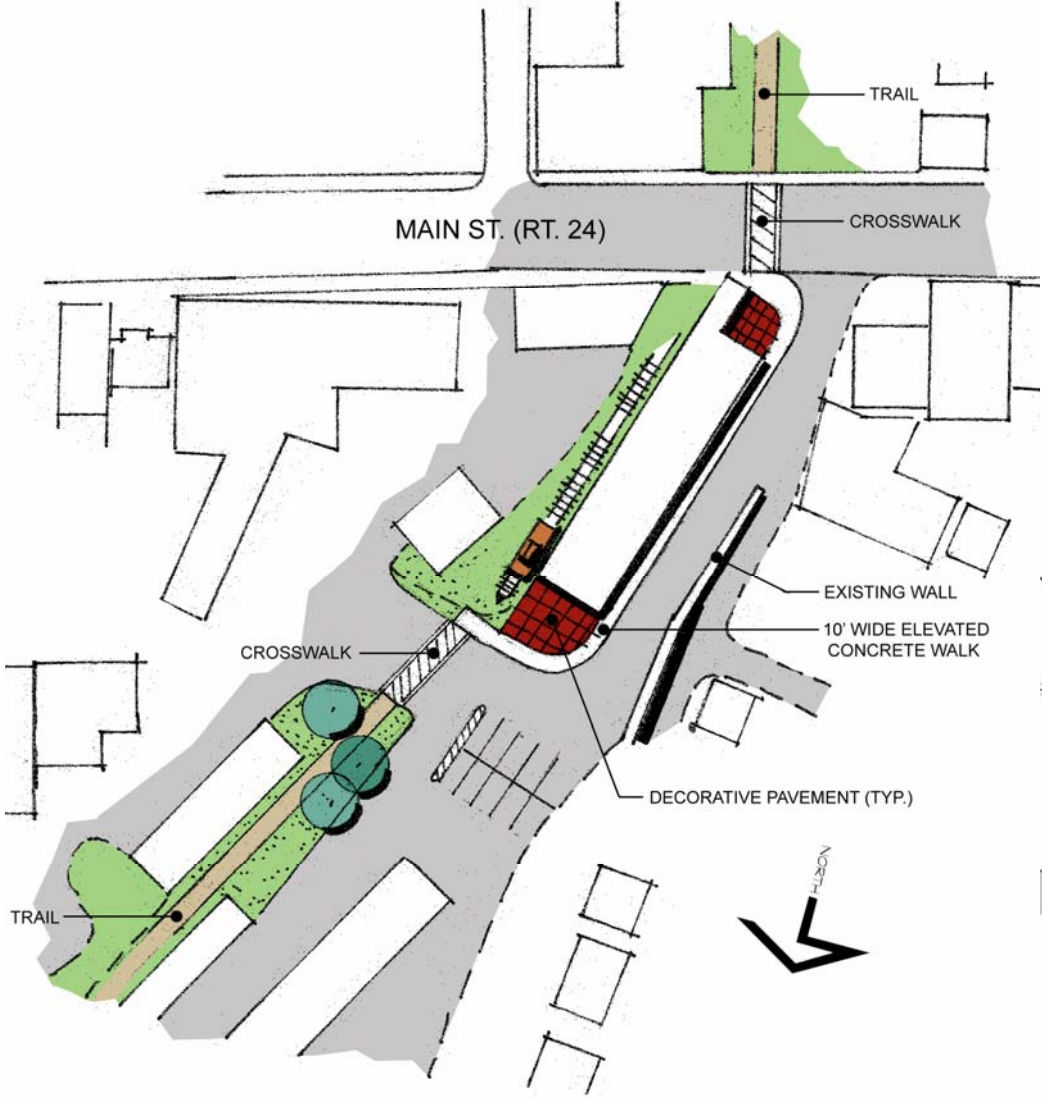 TRAIL
CROSSWALK
MAIN ST. (RT. 24)
EXISTING WALL
10' WIDE ELEVATED
CONCRETE WALK
CROSSWALK
DECORATIVE PAVEMENT (TYP.)
NORTH
TRAIL